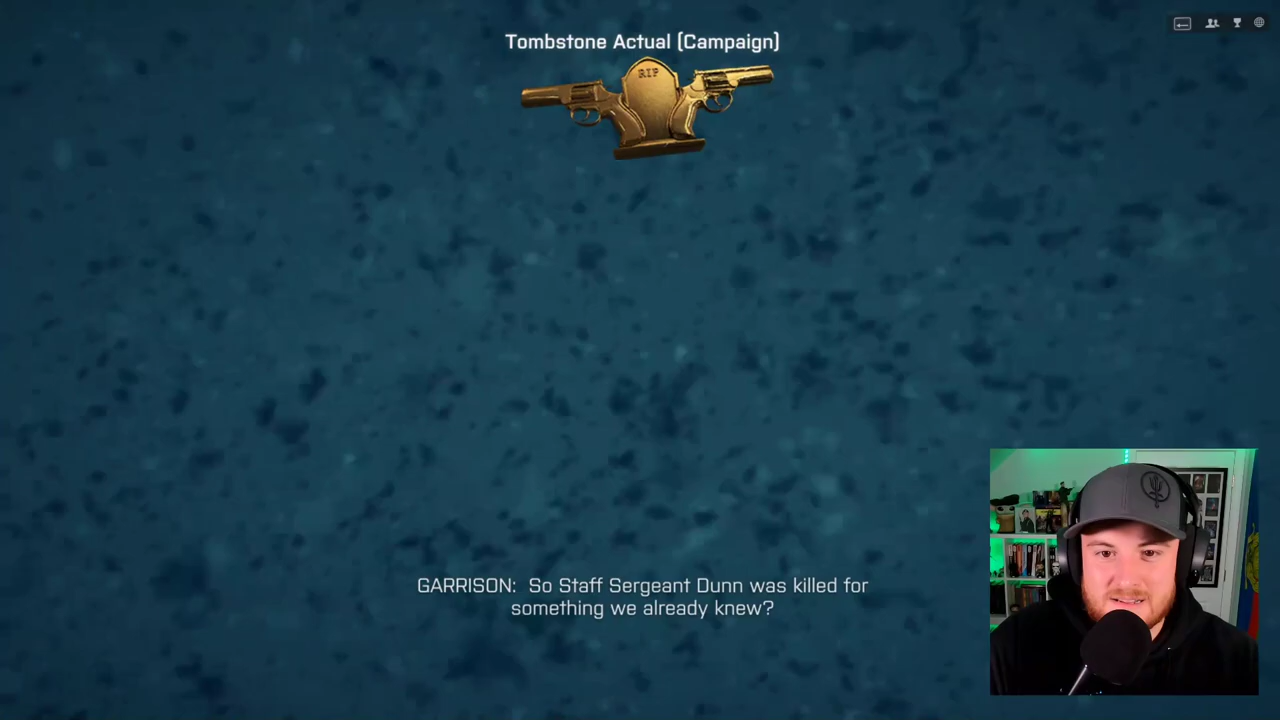 Tombstone Actual (Campaign)
RIP
GARRISON:  So Staff Sergeant Dunn was killed for
something we already knew?